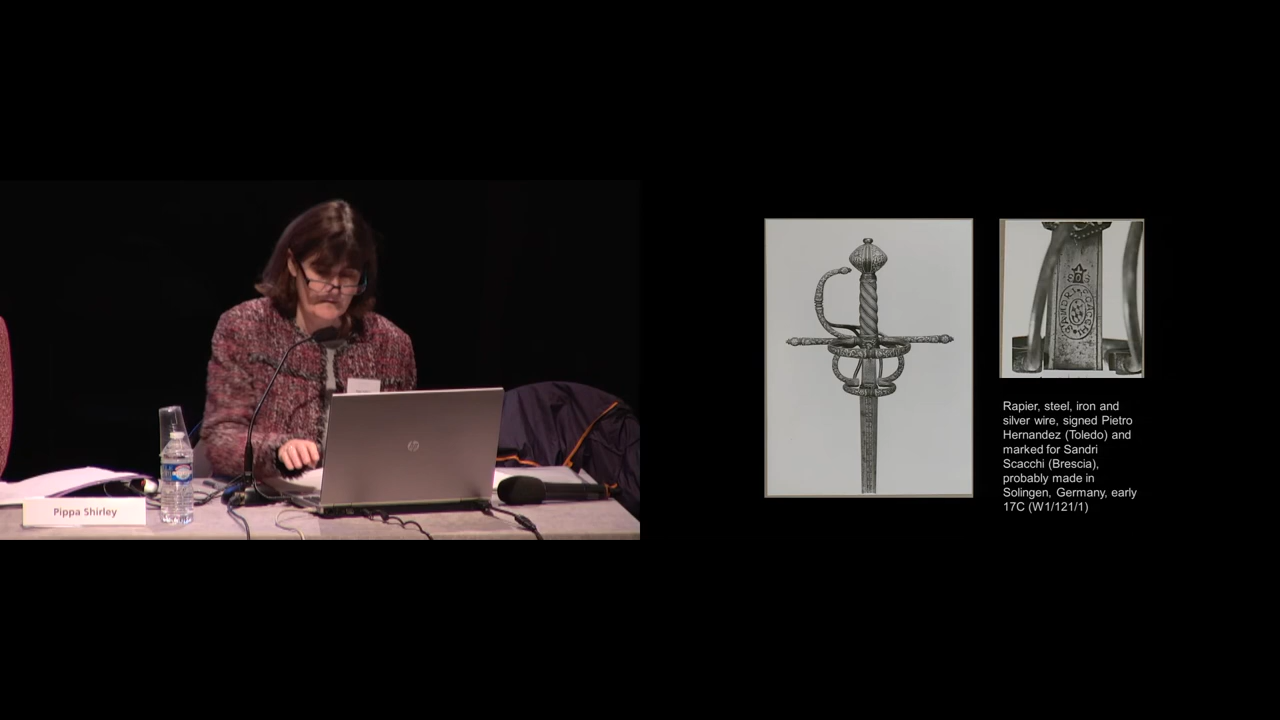 Pippa Shirley
hp
Rapier, steel, iron and
silver wire, signed Pietro
Hernandez (Toledo) and
marked for Sandri
Scacchi (Brescia),
probably made in
Solingen, Germany, early
17C (W1/121/1)